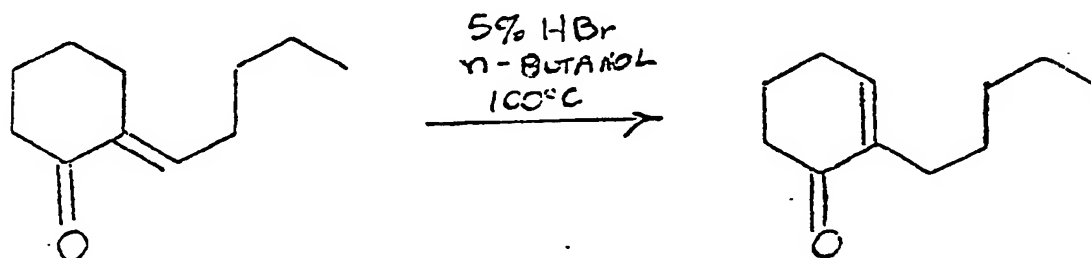 5% HBr
n-BUTANOL
100°C
O
O